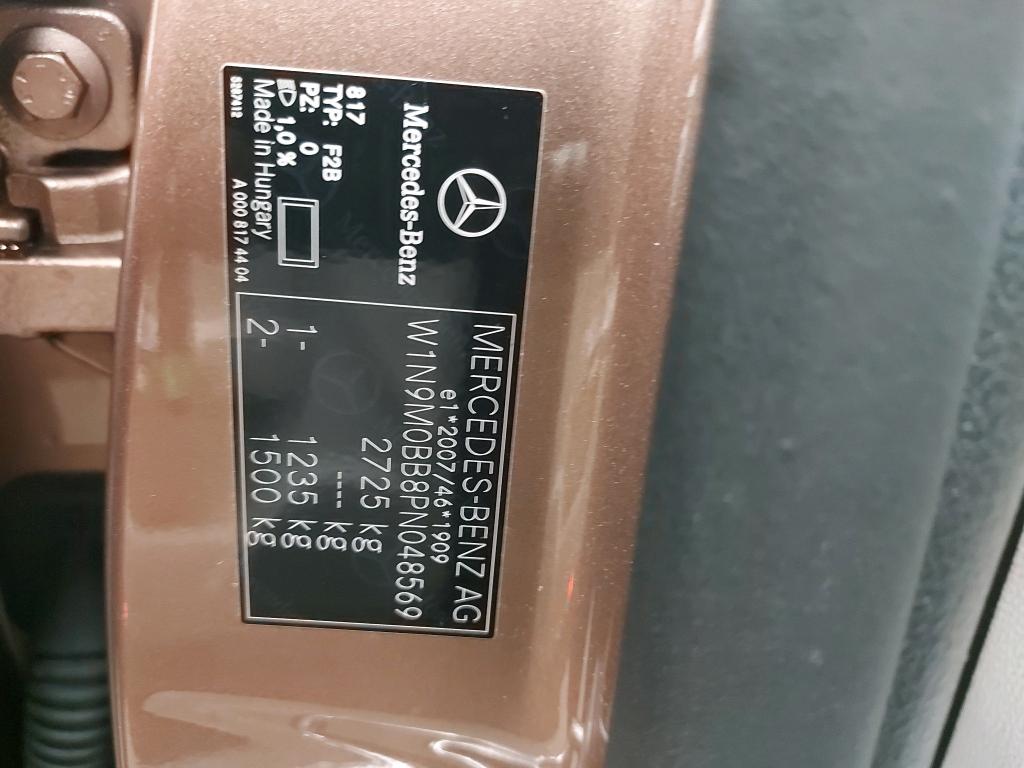 Mercedes-Benz
817
TYP: F2B
PZ: 0
1,0 %
Made in Hungary
A 000 817 44 04
MERCEDES-BENZ AG
e1*2007/46*1909
W1N9M0BB8PN048569
2725 kg
---- kg
1- 1235 kg
2- 1500 kg